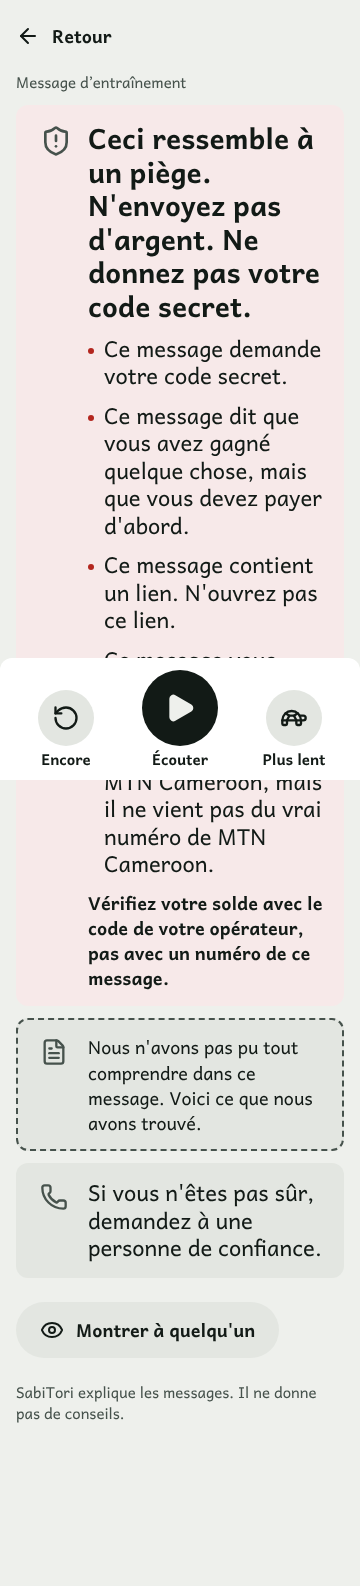 Retour
Message d’entraînement
Ceci ressemble à
un piège.
N'envoyez pas
d'argent. Ne
donnez pas votre
code secret.
Ce message demande
votre code secret.
Ce message dit que
vous avez gagné
quelque chose, mais
que vous devez payer
d'abord.
Ce message contient
un lien. N'ouvrez pas
ce lien.
Encore
Écouter
Plus lent
MTN Cameroon, mais
il ne vient pas du vrai
numéro de MTN
Cameroon.
Vérifiez votre solde avec le
code de votre opérateur,
pas avec un numéro de ce
message.
Nous n'avons pas pu tout
comprendre dans ce
message. Voici ce que nous
avons trouvé.
Si vous n'êtes pas sûr,
demandez à une
personne de confiance.
Montrer à quelqu'un
SabiTori explique les messages. Il ne donne
pas de conseils.